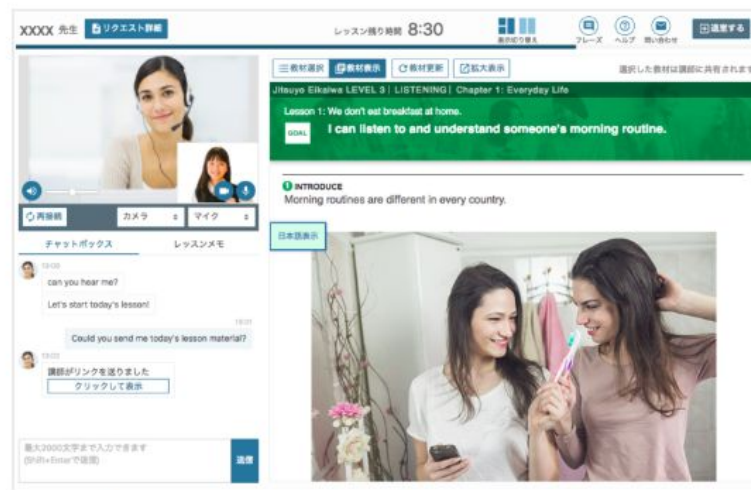 XXXX 先生
リクエスト詳細
レッスン残り時間 8:30
表示切り替え
フレーズ
ヘルプ
問い合わせ
退室する
教材選択
教材表示
教材更新
拡大表示
選択した教材は講師に共有されます
Jitsuyo Eikaiwa LEVEL 3 | LISTENING | Chapter 1: Everyday Life
Lesson 1: We don't eat breakfast at home.
GOAL
I can listen to and understand someone's morning routine.
1 INTRODUCE
Morning routines are different in every country.
日本語表示
再接続
カメラ
マイク
チャットボックス
レッスンメモ
can you hear me?
Let's start today's lesson!
Could you send me today's lesson material?
講師がリンクを送りました
クリックして表示
最大2000文字まで入力できます
(Shift+Enterで改行)
送信